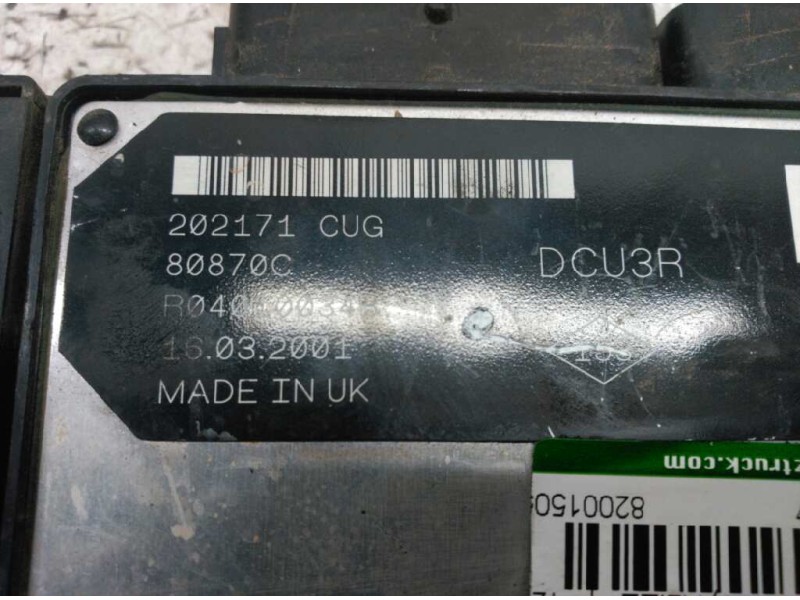 202171 CUG
80870C
DCU3R
16.03.2001
MADE IN UK
ztruck.com
8200150